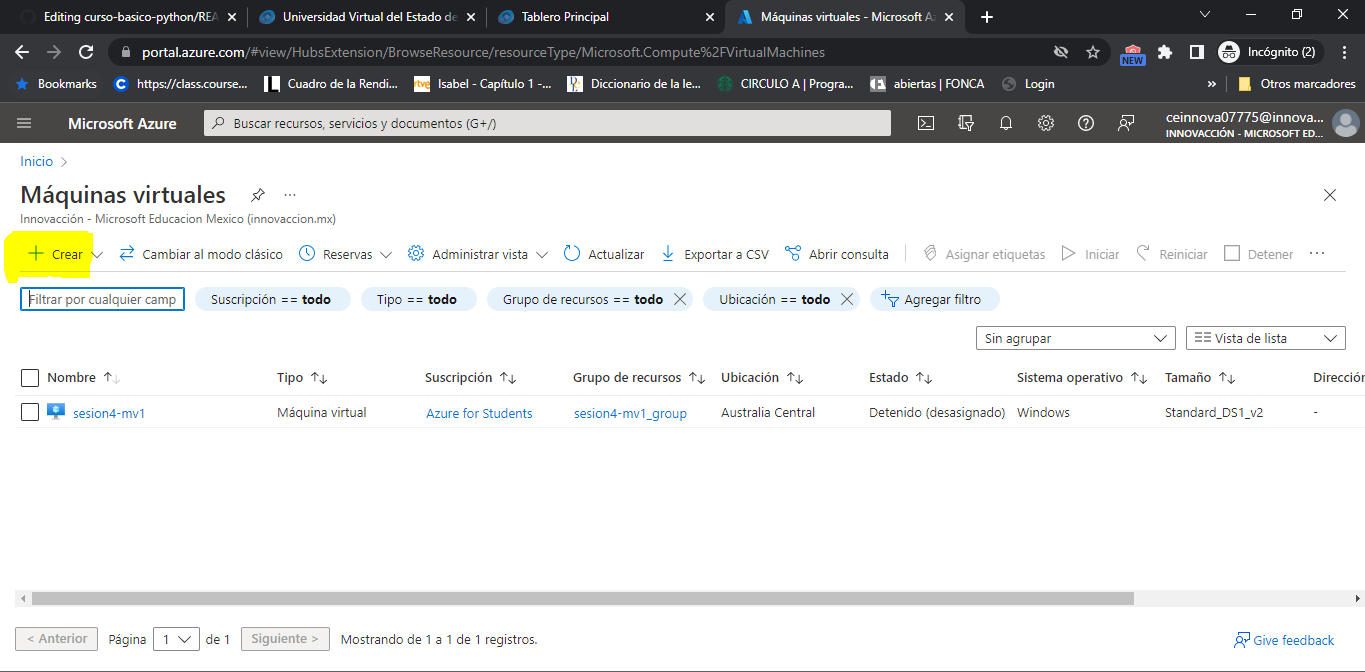 Editing curso-basico-python/REA
Universidad Virtual del Estado de
Tablero Principal
Máquinas virtuales - Microsoft Az
portal.azure.com/#view/HubsExtension/BrowseResource/resourceType/Microsoft.Compute%2FVirtualMachines
NEW
Incógnito (2)
Bookmarks
https://class.course...
Cuadro de la Rendi...
rtve
Isabel - Capítulo 1 -...
Diccionario de la le...
CIRCULO A | Progra...
abiertas | FONCA
Login
»
Otros marcadores
Microsoft Azure
Buscar recursos, servicios y documentos (G+/)
ceinnova07775@innova...
INNOVACCIÓN - MICROSOFT ED...
Inicio >
Máquinas virtuales ...
Innovacción - Microsoft Educacion Mexico (innovaccion.mx)
+ Crear
Cambiar al modo clásico
Reservas
Administrar vista
Actualizar
Exportar a CSV
Abrir consulta
Asignar etiquetas
Iniciar
Reiniciar
Detener
...
Filtrar por cualquier camp
Suscripción == todo
Tipo == todo
Grupo de recursos == todo
Ubicación == todo
Agregar filtro
Sin agrupar
Vista de lista
Nombre Tipo Suscripción Grupo de recursos Ubicación Estado Sistema operativo Tamaño Dirección
sesion4-mv1 Máquina virtual Azure for Students sesion4-mv1_group Australia Central Detenido (desasignado) Windows Standard_DS1_v2 -
< Anterior Página 1 de 1 Siguiente > Mostrando de 1 a 1 de 1 registros.
Give feedback